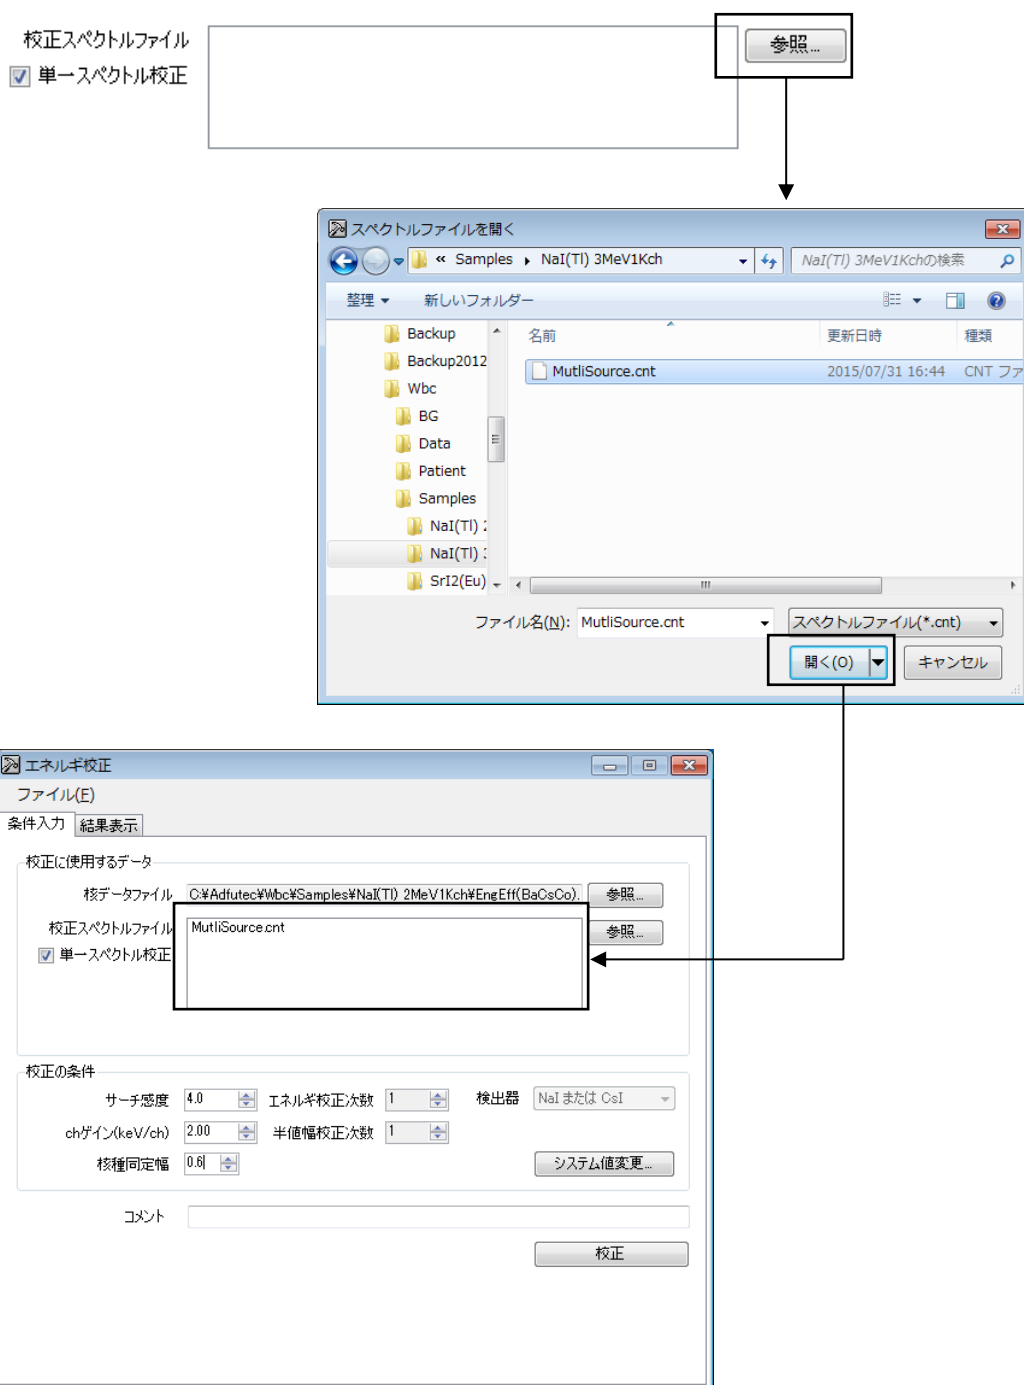 校正スペクトルファイル
参照...
単一スペクトル校正
スペクトルファイルを開く
« Samples ▸ NaI(Tl) 3MeV1Kch
NaI(Tl) 3MeV1Kchの検索
整理 ▼ 新しいフォルダー
Backup
Backup2012
Wbc
BG
Data
Patient
Samples
NaI(Tl) 2
NaI(Tl) 3
SrI2(Eu)
名前 更新日時 種類
MutliSource.cnt 2015/07/31 16:44 CNT ファ
ファイル名(N): MutliSource.cnt スペクトルファイル(*.cnt)
開く(O) キャンセル
エネルギ校正
ファイル(F)
条件入力 結果表示
校正に使用するデータ
核データファイル C:¥Adfutec¥Wbc¥Samples¥NaI(Tl) 2MeV1Kch¥EngEff(BaCsCo). 参照...
校正スペクトルファイル MutliSource.cnt 参照...
単一スペクトル校正
校正の条件
サーチ感度 4.0 エネルギ校正次数 1 検出器 NaI または CsI
chゲイン(keV/ch) 2.00 半値幅校正次数 1
核種同定幅 0.6 システム値変更...
コメント
校正